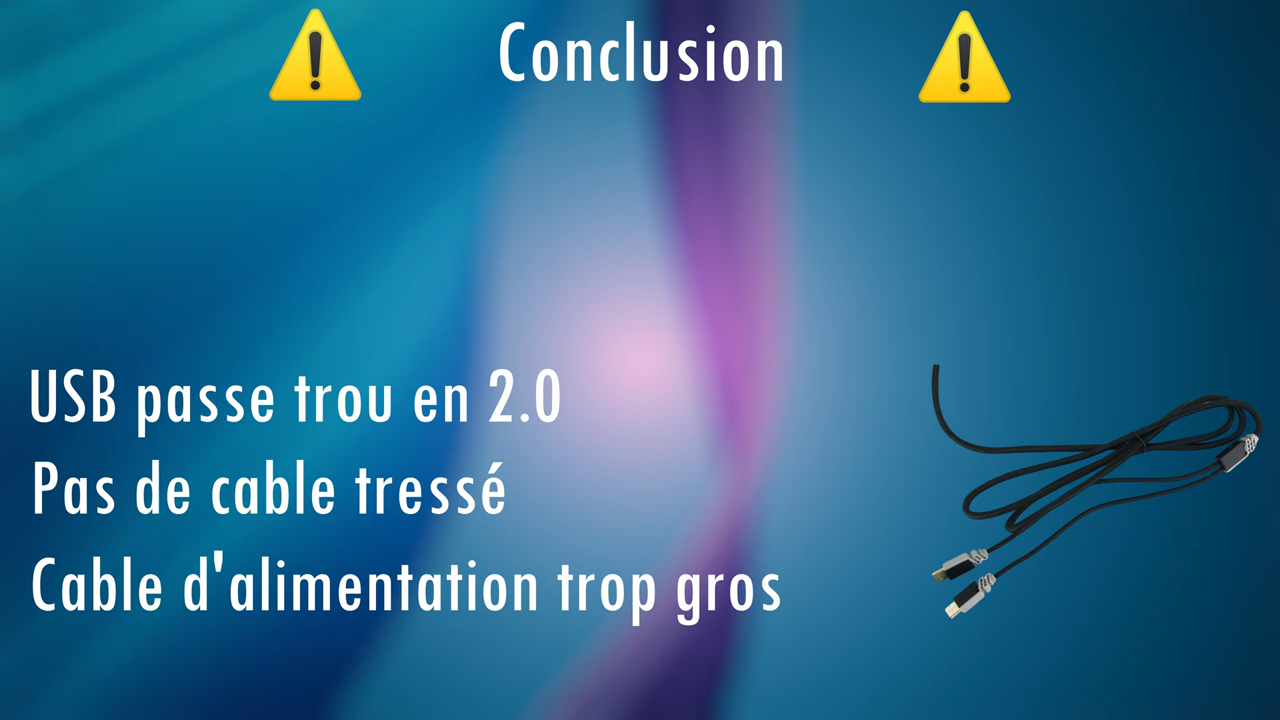 Conclusion
USB passe trou en 2.0
Pas de cable tressé
Cable d'alimentation trop gros